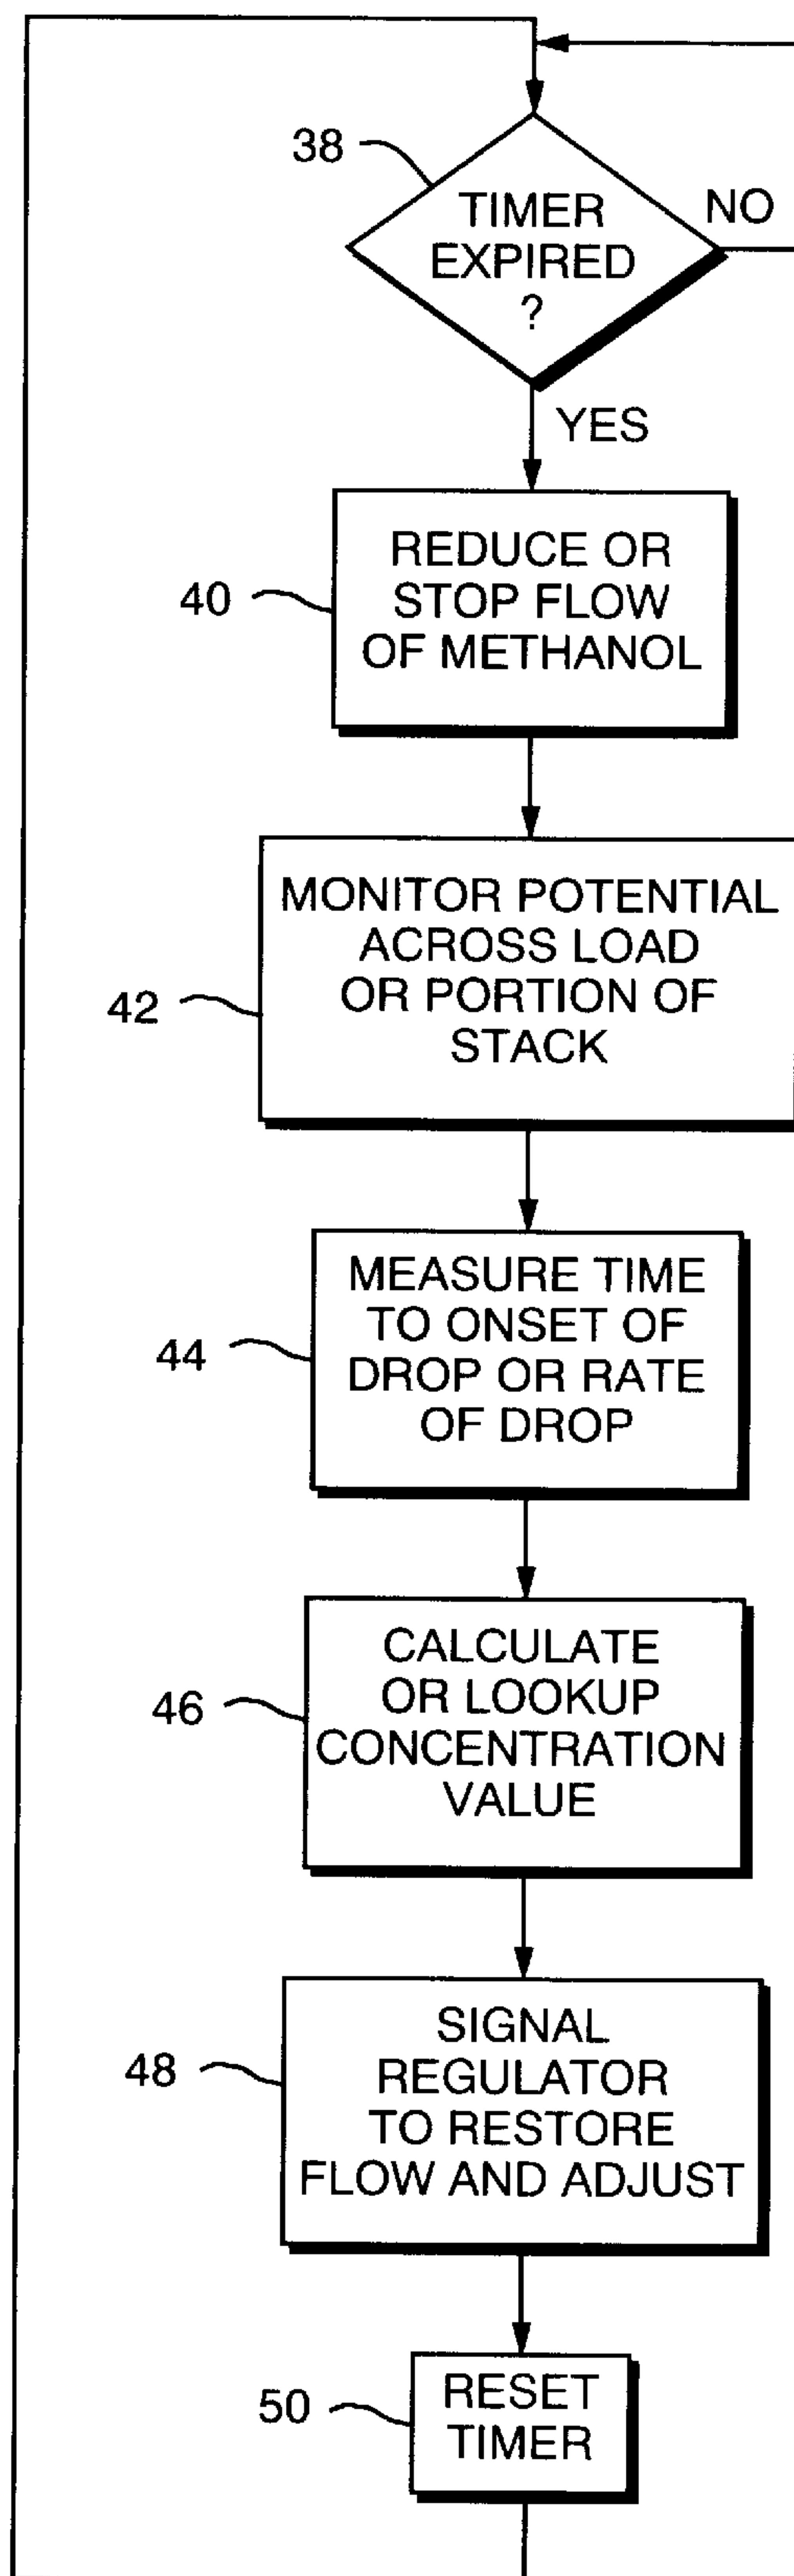 38
TIMER
EXPIRED
?
NO
YES
40
REDUCE OR
STOP FLOW
OF METHANOL
42
MONITOR POTENTIAL
ACROSS LOAD
OR PORTION OF
STACK
44
MEASURE TIME
TO ONSET OF
DROP OR RATE
OF DROP
46
CALCULATE
OR LOOKUP
CONCENTRATION
VALUE
48
SIGNAL
REGULATOR
TO RESTORE
FLOW AND ADJUST
50
RESET
TIMER